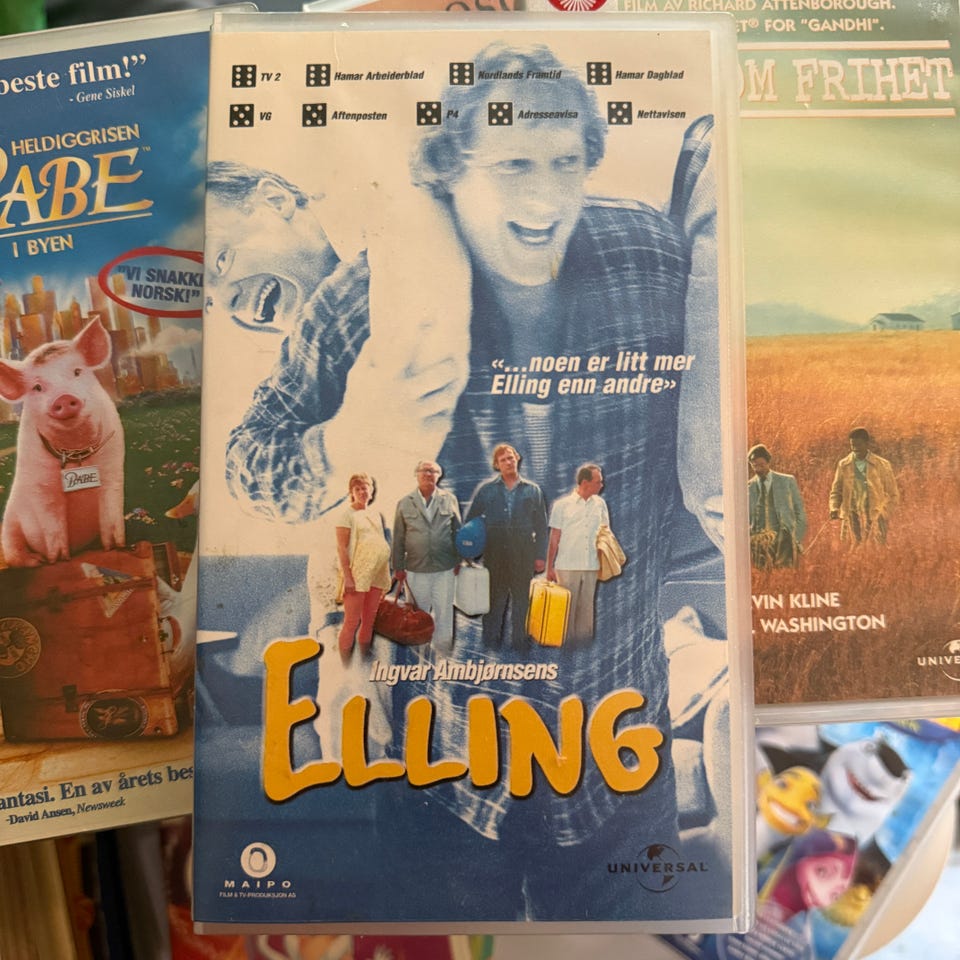 beste film!”
- Gene Siskel
HELDIGGRISEN
BABE™
I BYEN
"VI SNAKKE
NORSK!"
BABE
antasi. En av årets bes
-David Ansen, Newsweek
TV 2
Hamar Arbeiderblad
Nordlands Framtid
Hamar Dagblad
VG
Aftenposten
P4
Adresseavisa
Nettavisen
«...noen er litt mer
Elling enn andre»
Ingvar Ambjørnsens
ELLING
MAIPO
FILM & TV-PRODUKSJON AS
UNIVERSAL
FILM AV RICHARD ATTENBOROUGH.
ET® FOR "GANDHI".
OM FRIHET
VIN KLINE
WASHINGTON
UNIVE